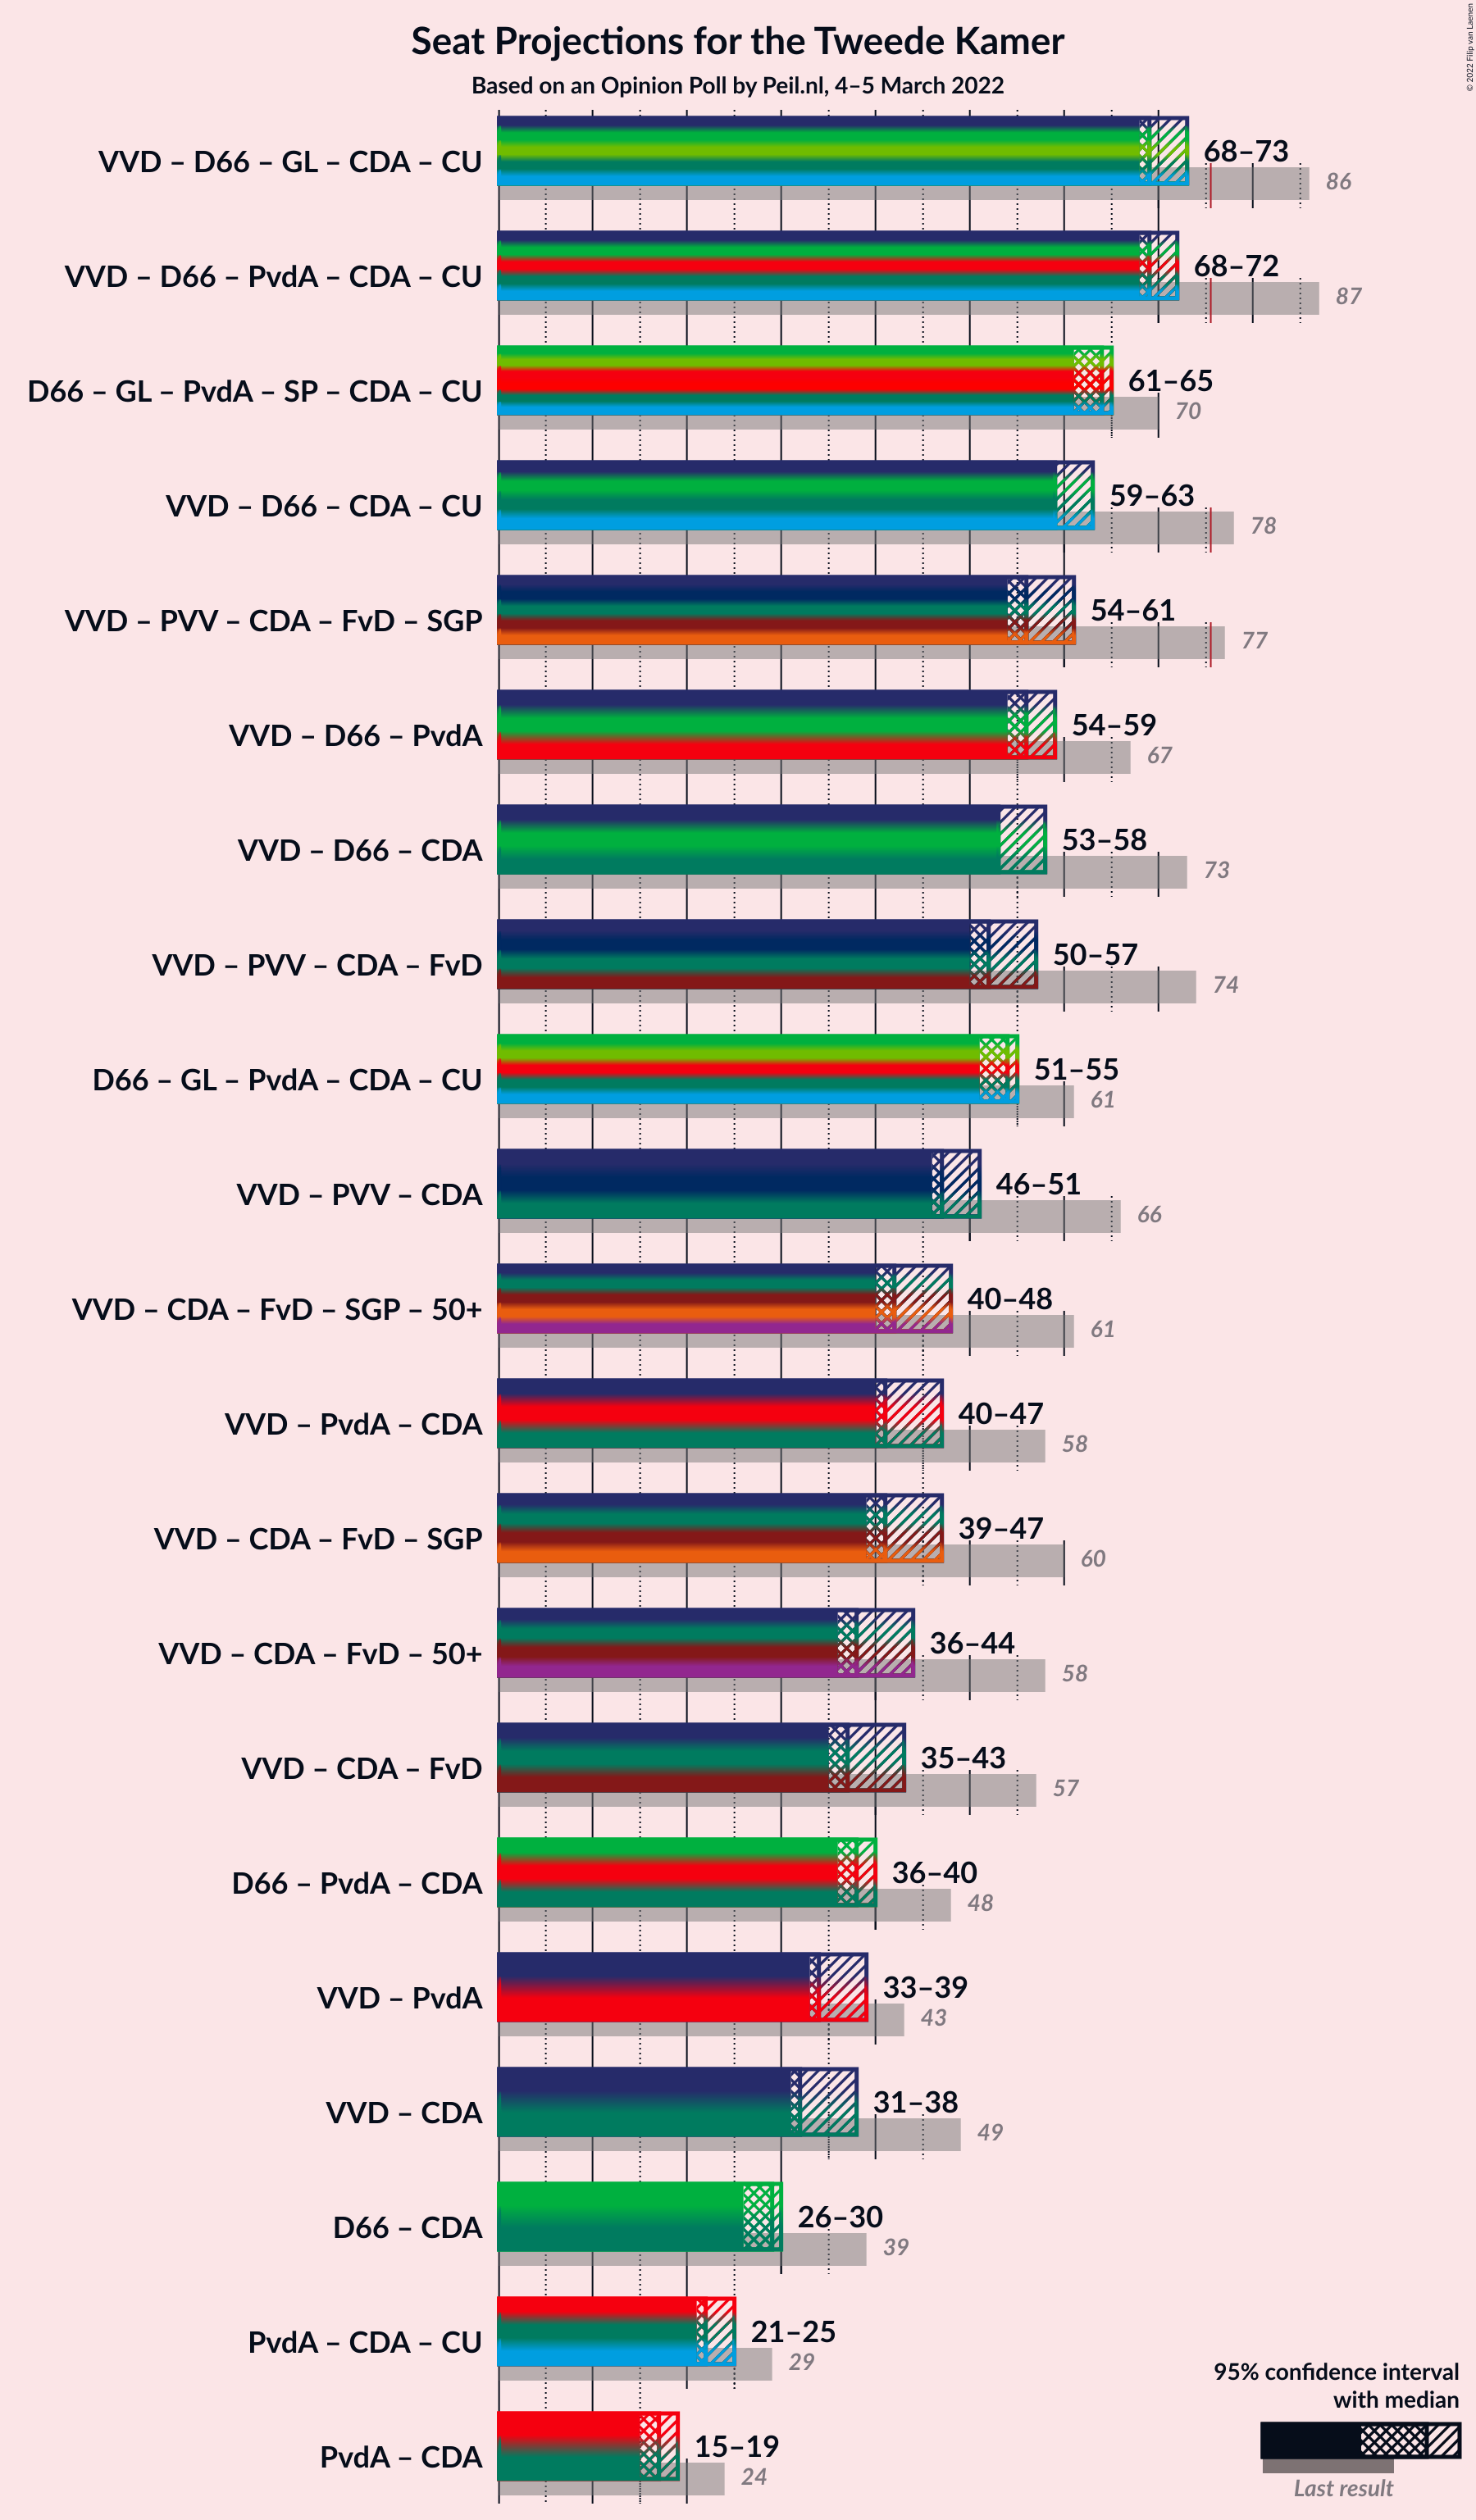 Seat Projections for the Tweede Kamer
Based on an Opinion Poll by Peil.nl, 4–5 March 2022
© 2022 Filip van Laenen
VVD – D66 – GL – CDA – CU
68–73
86
VVD – D66 – PvdA – CDA – CU
68–72
87
D66 – GL – PvdA – SP – CDA – CU
61–65
70
VVD – D66 – CDA – CU
59–63
78
VVD – PVV – CDA – FvD – SGP
54–61
77
VVD – D66 – PvdA
54–59
67
VVD – D66 – CDA
53–58
73
VVD – PVV – CDA – FvD
50–57
74
D66 – GL – PvdA – CDA – CU
51–55
61
VVD – PVV – CDA
46–51
66
VVD – CDA – FvD – SGP – 50+
40–48
61
VVD – PvdA – CDA
40–47
58
VVD – CDA – FvD – SGP
39–47
60
VVD – CDA – FvD – 50+
36–44
58
VVD – CDA – FvD
35–43
57
D66 – PvdA – CDA
36–40
48
VVD – PvdA
33–39
43
VVD – CDA
31–38
49
D66 – CDA
26–30
39
PvdA – CDA – CU
21–25
29
PvdA – CDA
15–19
24
95% confidence interval
with median
Last result